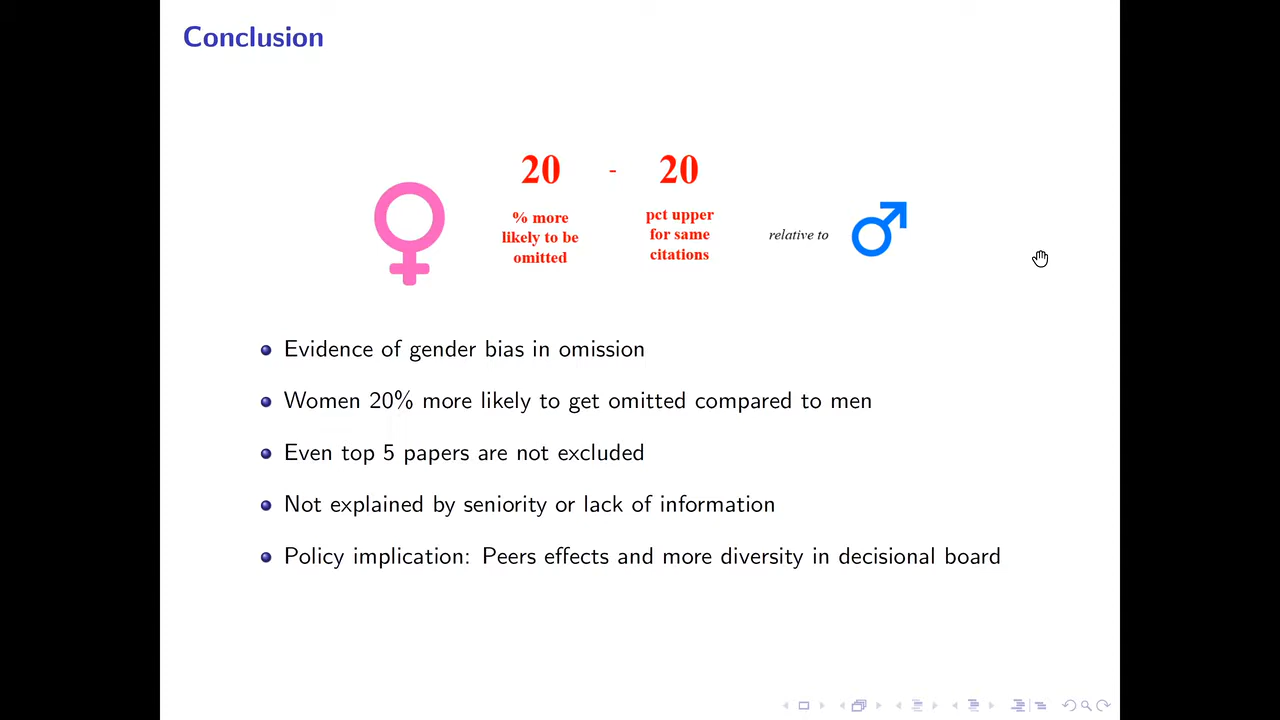 Conclusion
20 - 20
% more
likely to be
omitted
pct upper
for same
citations
relative to
Evidence of gender bias in omission
Women 20% more likely to get omitted compared to men
Even top 5 papers are not excluded
Not explained by seniority or lack of information
Policy implication: Peers effects and more diversity in decisional board